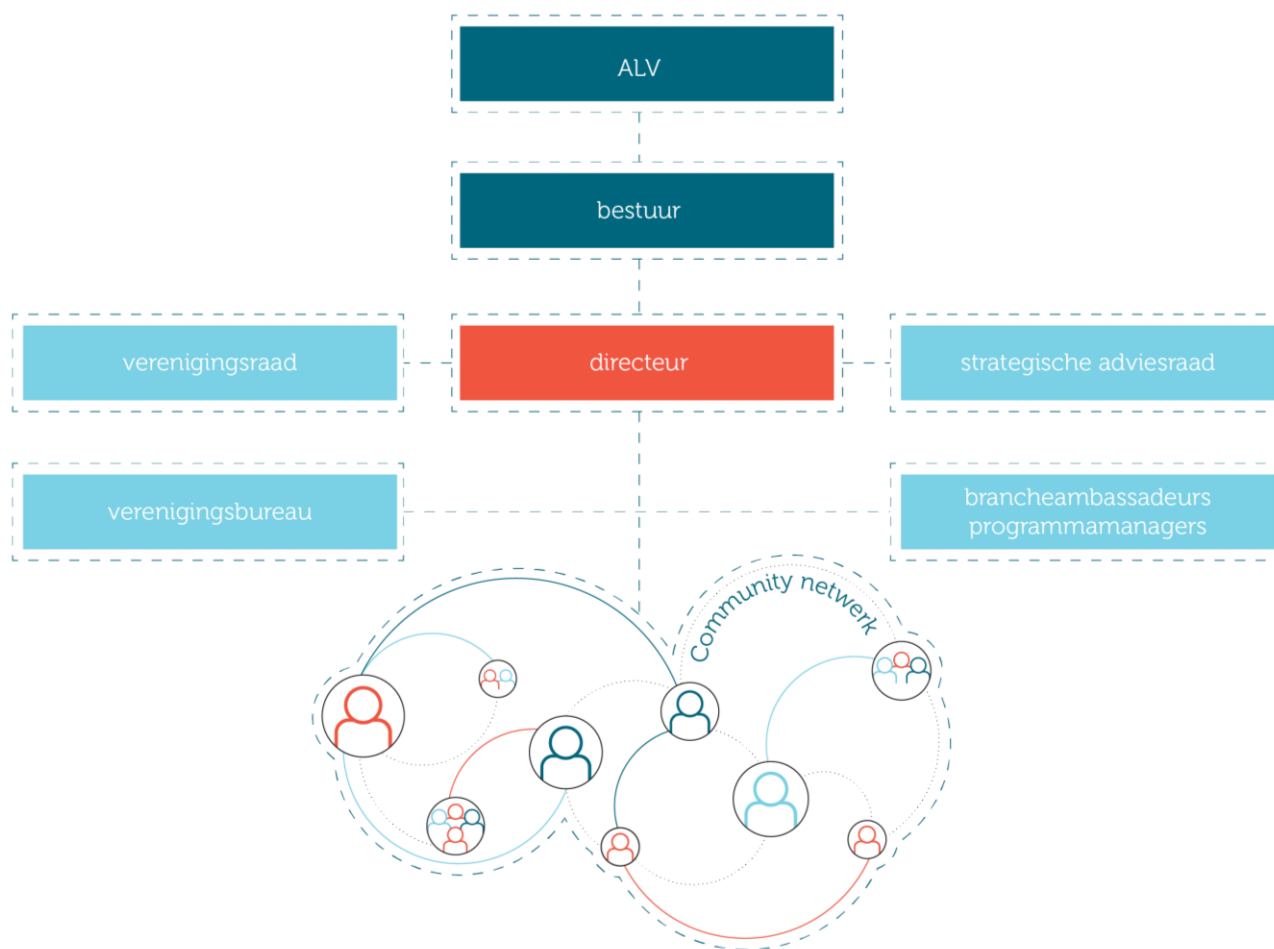 ALV
bestuur
verenigingsraad
directeur
strategische adviesraad
verenigingsbureau
brancheambassadeurs
programmamanagers
Community netwerk